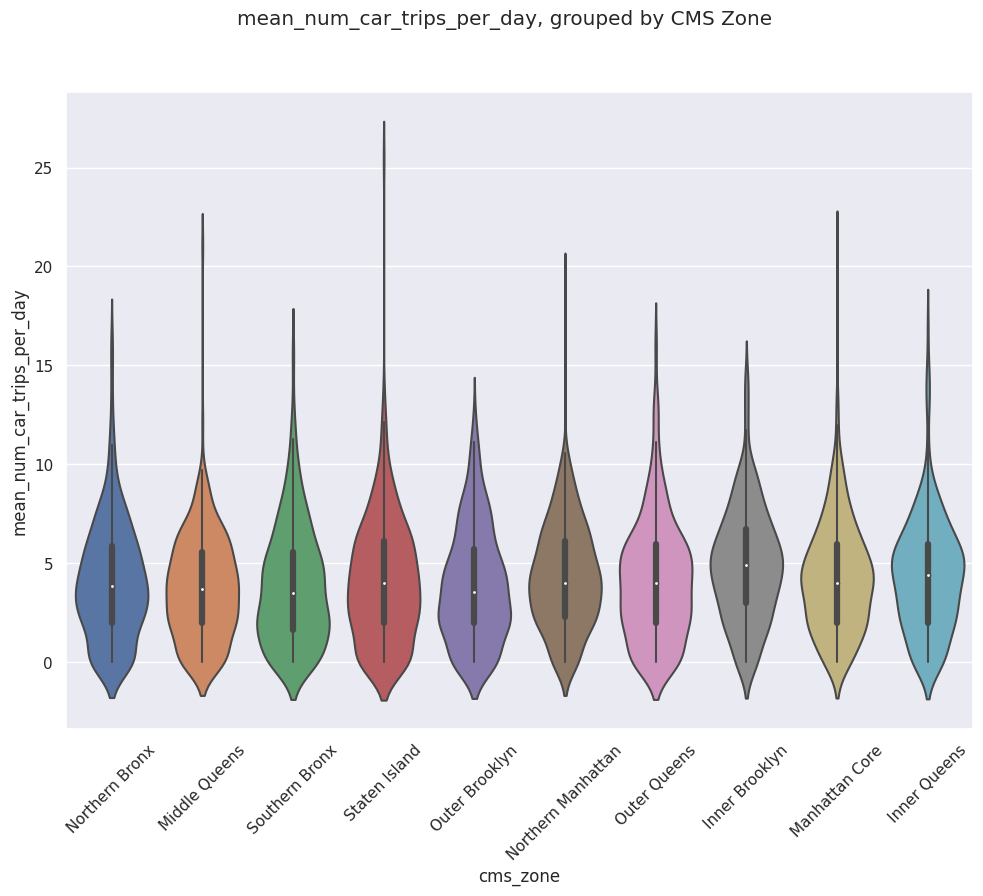 mean_num_car_trips_per_day, grouped by CMS Zone
mean_num_car_trips_per_day
25
20
15
10
5
0
Northern Bronx
Middle Queens
Southern Bronx
Staten Island
Outer Brooklyn
Northern Manhattan
Outer Queens
Inner Brooklyn
Manhattan Core
Inner Queens
cms_zone